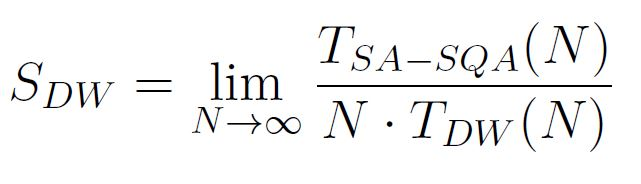 S_{DW} = \lim_{N \to \infty} \frac{T_{SA-SQA}(N)}{N \cdot T_{DW}(N)}